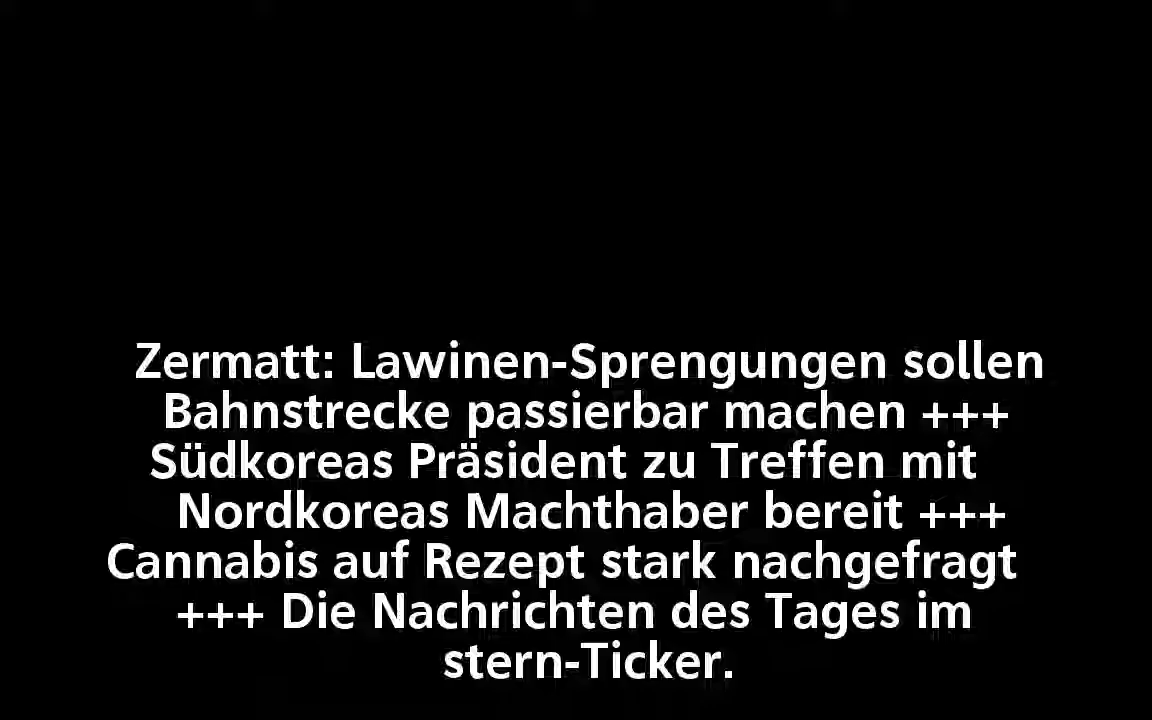 Zermatt: Lawinen-Sprengungen sollen
Bahnstrecke passierbar machen +++
Südkoreas Präsident zu Treffen mit
Nordkoreas Machthaber bereit +++
Cannabis auf Rezept stark nachgefragt
+++ Die Nachrichten des Tages im
stern-Ticker.